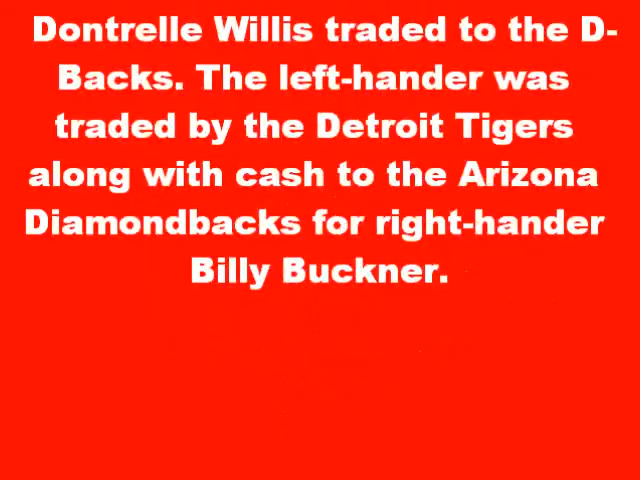 Dontrelle Willis traded to the D-
Backs. The left-hander was
traded by the Detroit Tigers
along with cash to the Arizona
Diamondbacks for right-hander
Billy Buckner.